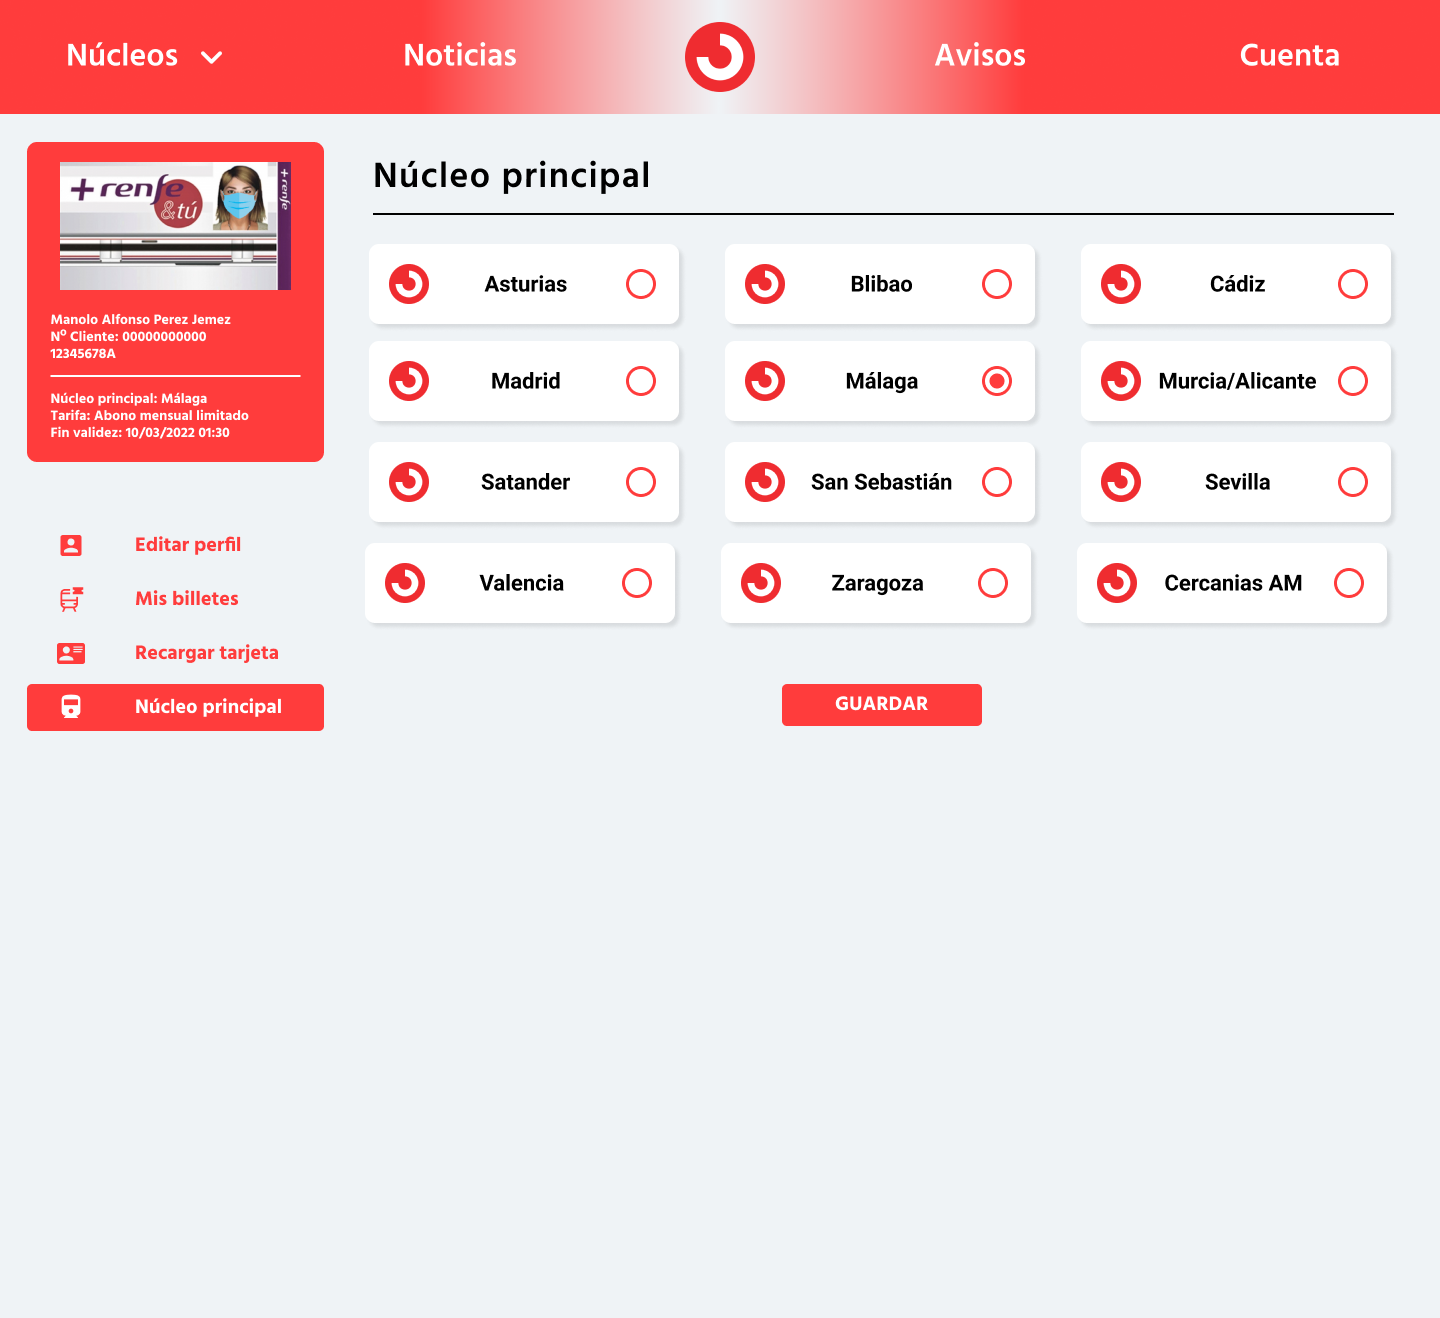 Núcleos
Noticias
Avisos
Cuenta
+ renfe
&tú
+ renfe
Manolo Alfonso Perez Jemez
Nº Cliente: 00000000000
12345678A
Núcleo principal: Málaga
Tarifa: Abono mensual limitado
Fin validez: 10/03/2022 01:30
Editar perfil
Mis billetes
Recargar tarjeta
Núcleo principal
Núcleo principal
Asturias
Blibao
Cádiz
Madrid
Málaga
Murcia/Alicante
Satander
San Sebastián
Sevilla
Valencia
Zaragoza
Cercanias AM
GUARDAR